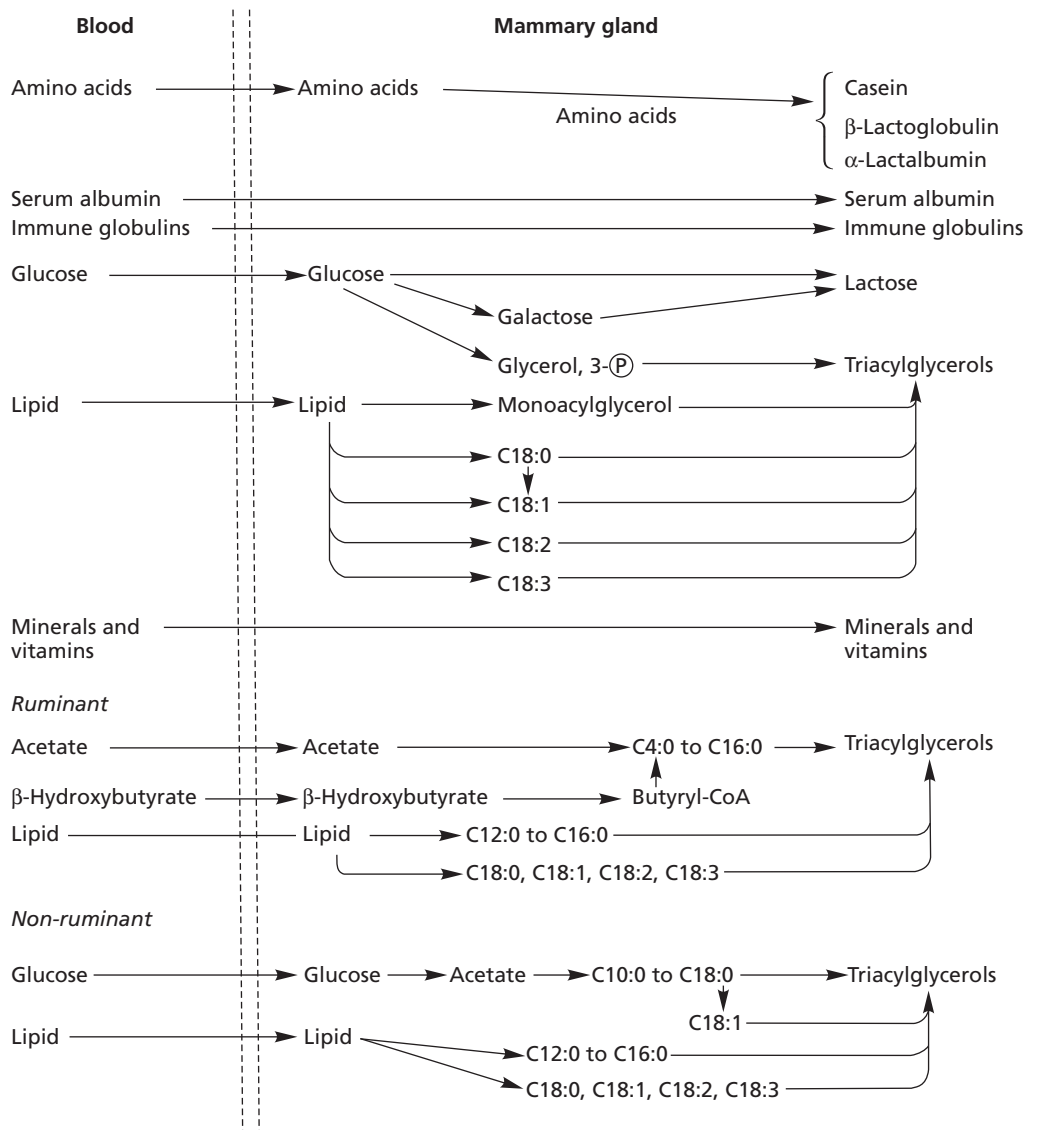 Blood Mammary gland
Amino acids Amino acids Casein
Amino acids
β-Lactoglobulin
α-Lactalbumin
Serum albumin Serum albumin
Immune globulins Immune globulins
Glucose Glucose
Lactose
Galactose
Glycerol, 3-Ⓟ Triacylglycerols
Lipid Lipid Monoacylglycerol
C18:0
C18:1
C18:2
C18:3
Minerals and Minerals and
vitamins vitamins
Ruminant
Acetate Acetate C4:0 to C16:0 Triacylglycerols
β-Hydroxybutyrate β-Hydroxybutyrate Butyryl-CoA
Lipid Lipid C12:0 to C16:0
C18:0, C18:1, C18:2, C18:3
Non-ruminant
Glucose Glucose Acetate C10:0 to C18:0 Triacylglycerols
C18:1
Lipid Lipid
C12:0 to C16:0
C18:0, C18:1, C18:2, C18:3